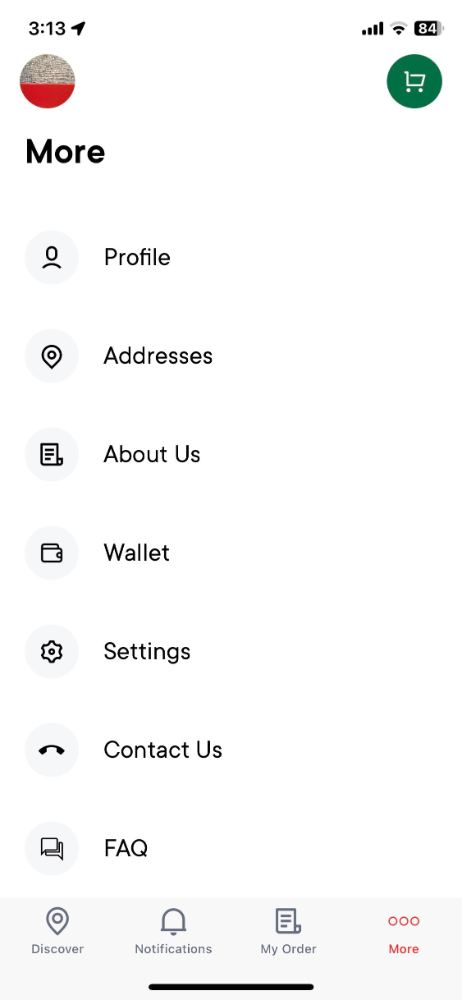 3:13
84
More
Profile
Addresses
About Us
Wallet
Settings
Contact Us
FAQ
Discover
Notifications
My Order
More